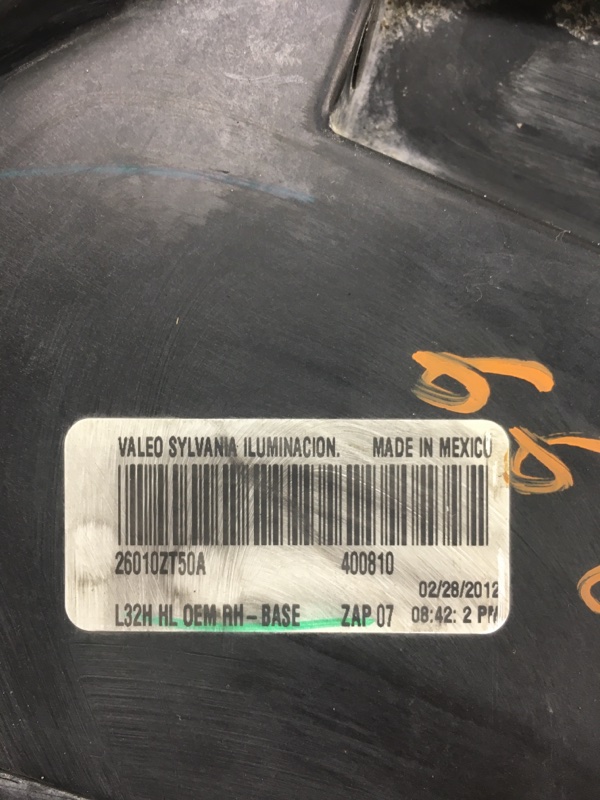 VALEO SYLVANIA ILUMINACION. MADE IN MEXICO
26010ZT50A 400810
02/28/2012
L32H HL OEM RH-BASE ZAP 07 08:42: 2 PM